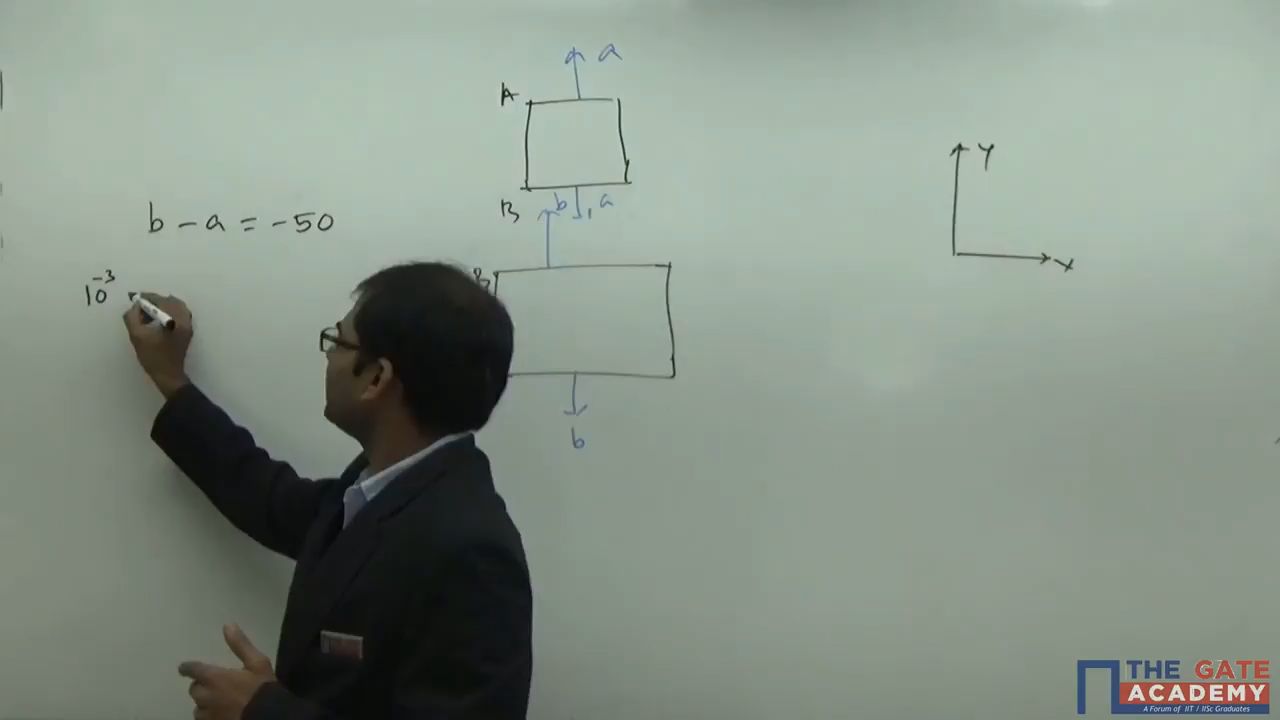 a
A
b a
B
b - a = -50
10⁻³
B
b
Y
X
THE GATE
ACADEMY
A Forum of IIT / IISc Graduates